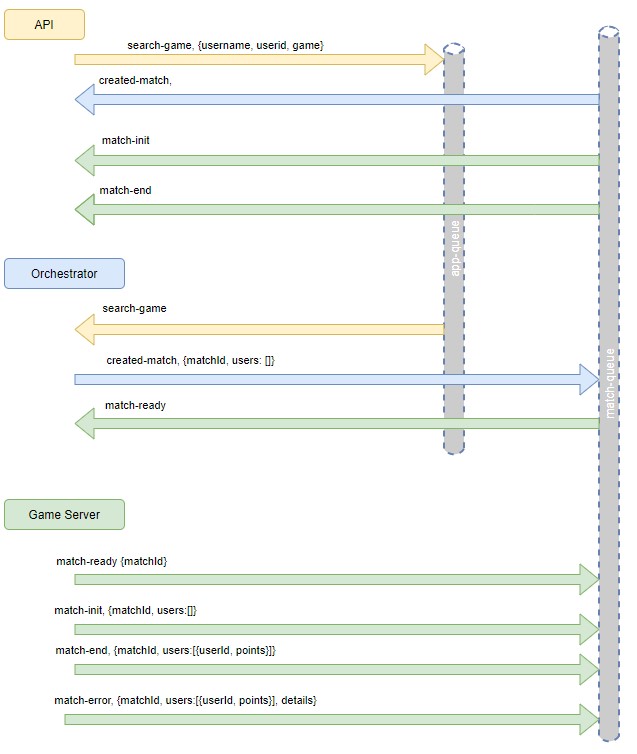 API
search-game, {username, userid, game}
created-match,
match-init
match-end
app-queue
Orchestrator
search-game
created-match, {matchId, users: []}
match-ready
match-queue
Game Server
match-ready {matchId}
match-init, {matchId, users:[]}
match-end, {matchId, users:[{userId, points}]}
match-error, {matchId, users:[{userId, points}], details}